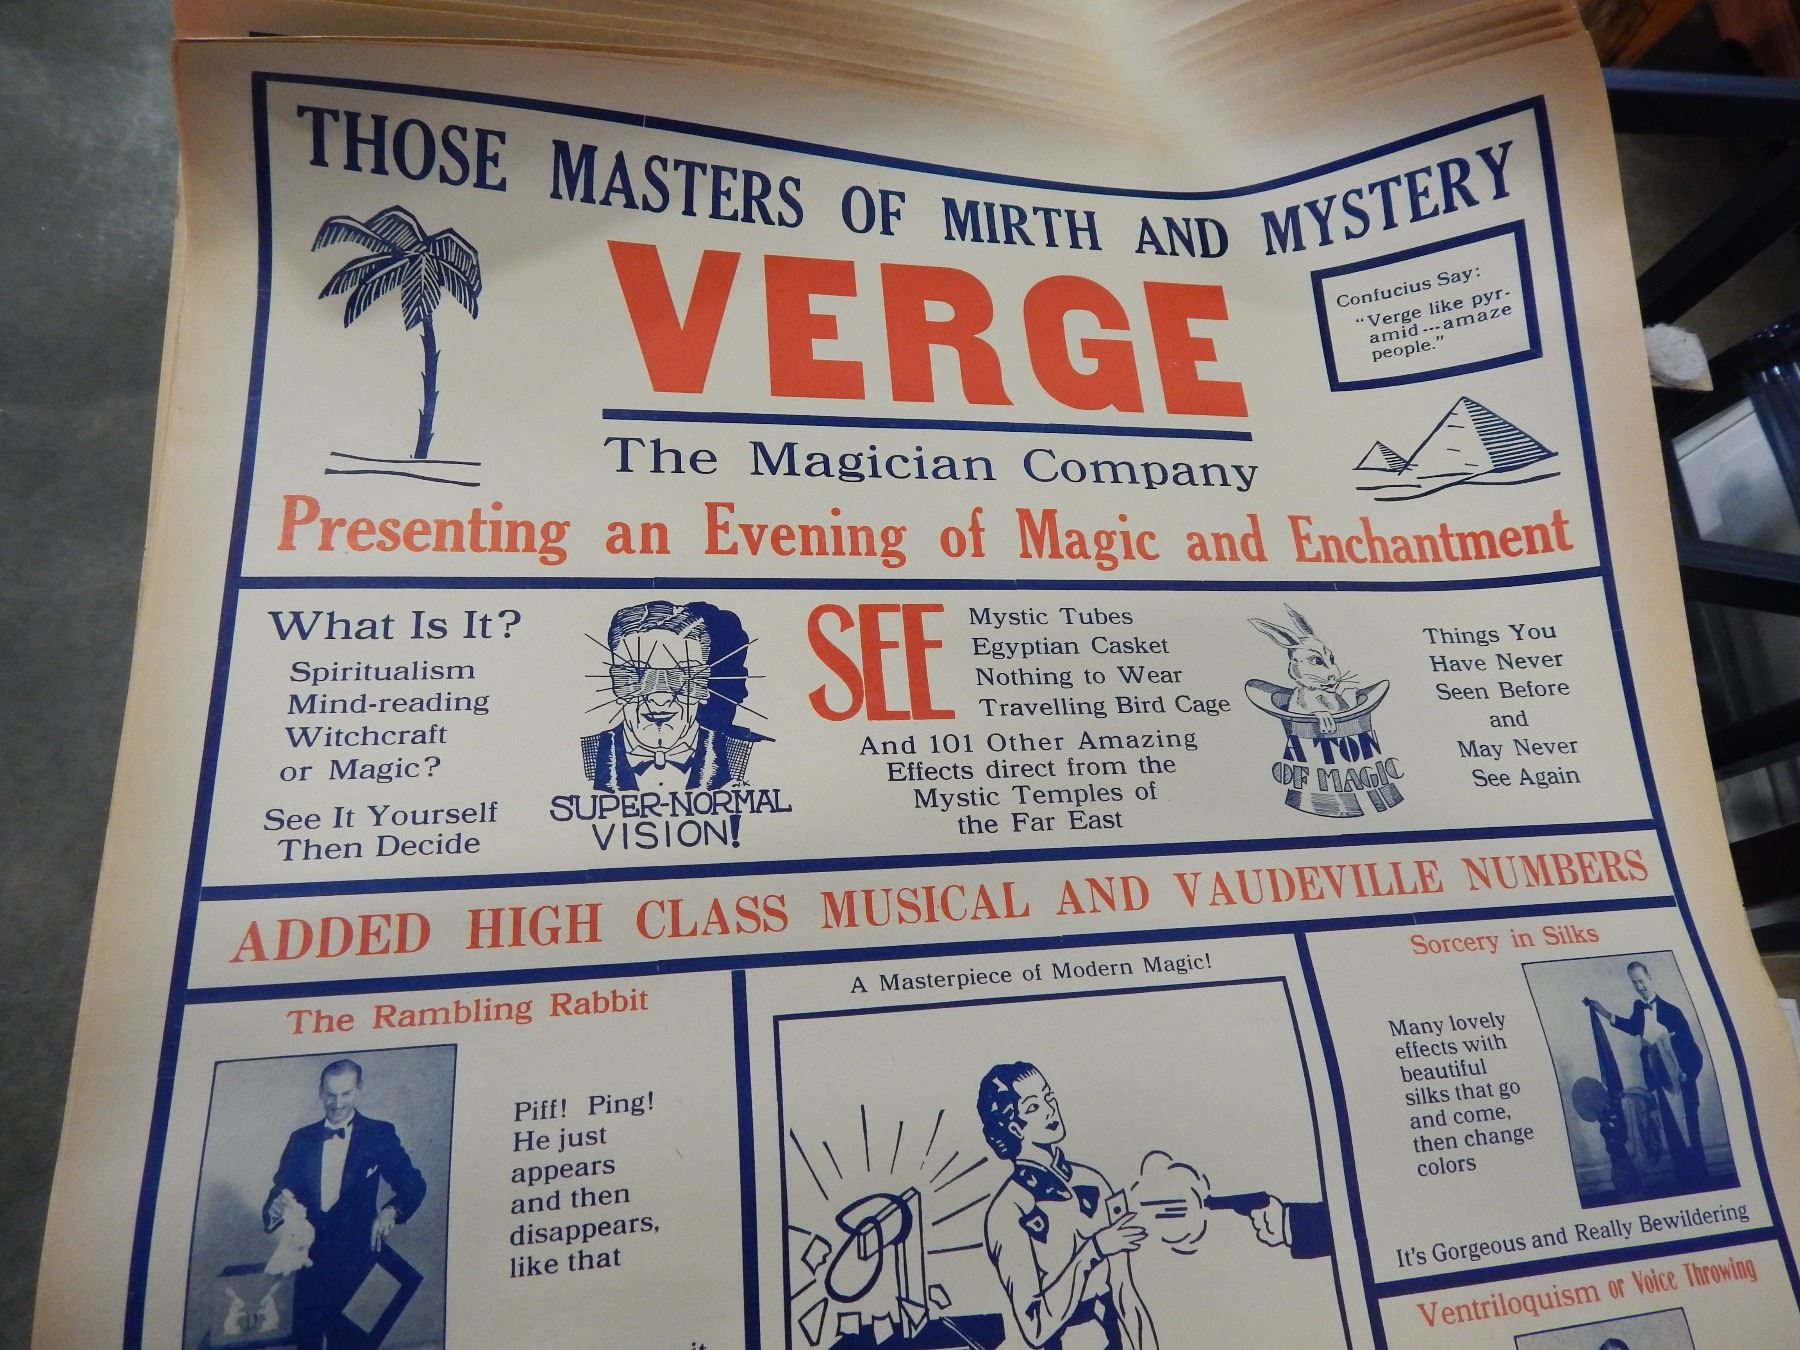 THOSE MASTERS OF MIRTH AND MYSTERY
VERGE
The Magician Company
Confucius Say:
"Verge like pyr-
amid---amaze
people."
Presenting an Evening of Magic and Enchantment
What Is It?
Spiritualism
Mind-reading
Witchcraft
or Magic?
See It Yourself
Then Decide
SUPER-NORMAL
VISION!
SEE
Mystic Tubes
Egyptian Casket
Nothing to Wear
Travelling Bird Cage
And 101 Other Amazing
Effects direct from the
Mystic Temples of
the Far East
A TON
OF MAGIC
Things You
Have Never
Seen Before
and
May Never
See Again
ADDED HIGH CLASS MUSICAL AND VAUDEVILLE NUMBERS
The Rambling Rabbit
Piff! Ping!
He just
appears
and then
disappears,
like that
A Masterpiece of Modern Magic!
Sorcery in Silks
Many lovely
effects with
beautiful
silks that go
and come,
then change
colors
It's Gorgeous and Really Bewildering
Ventriloquism or Voice Throwing